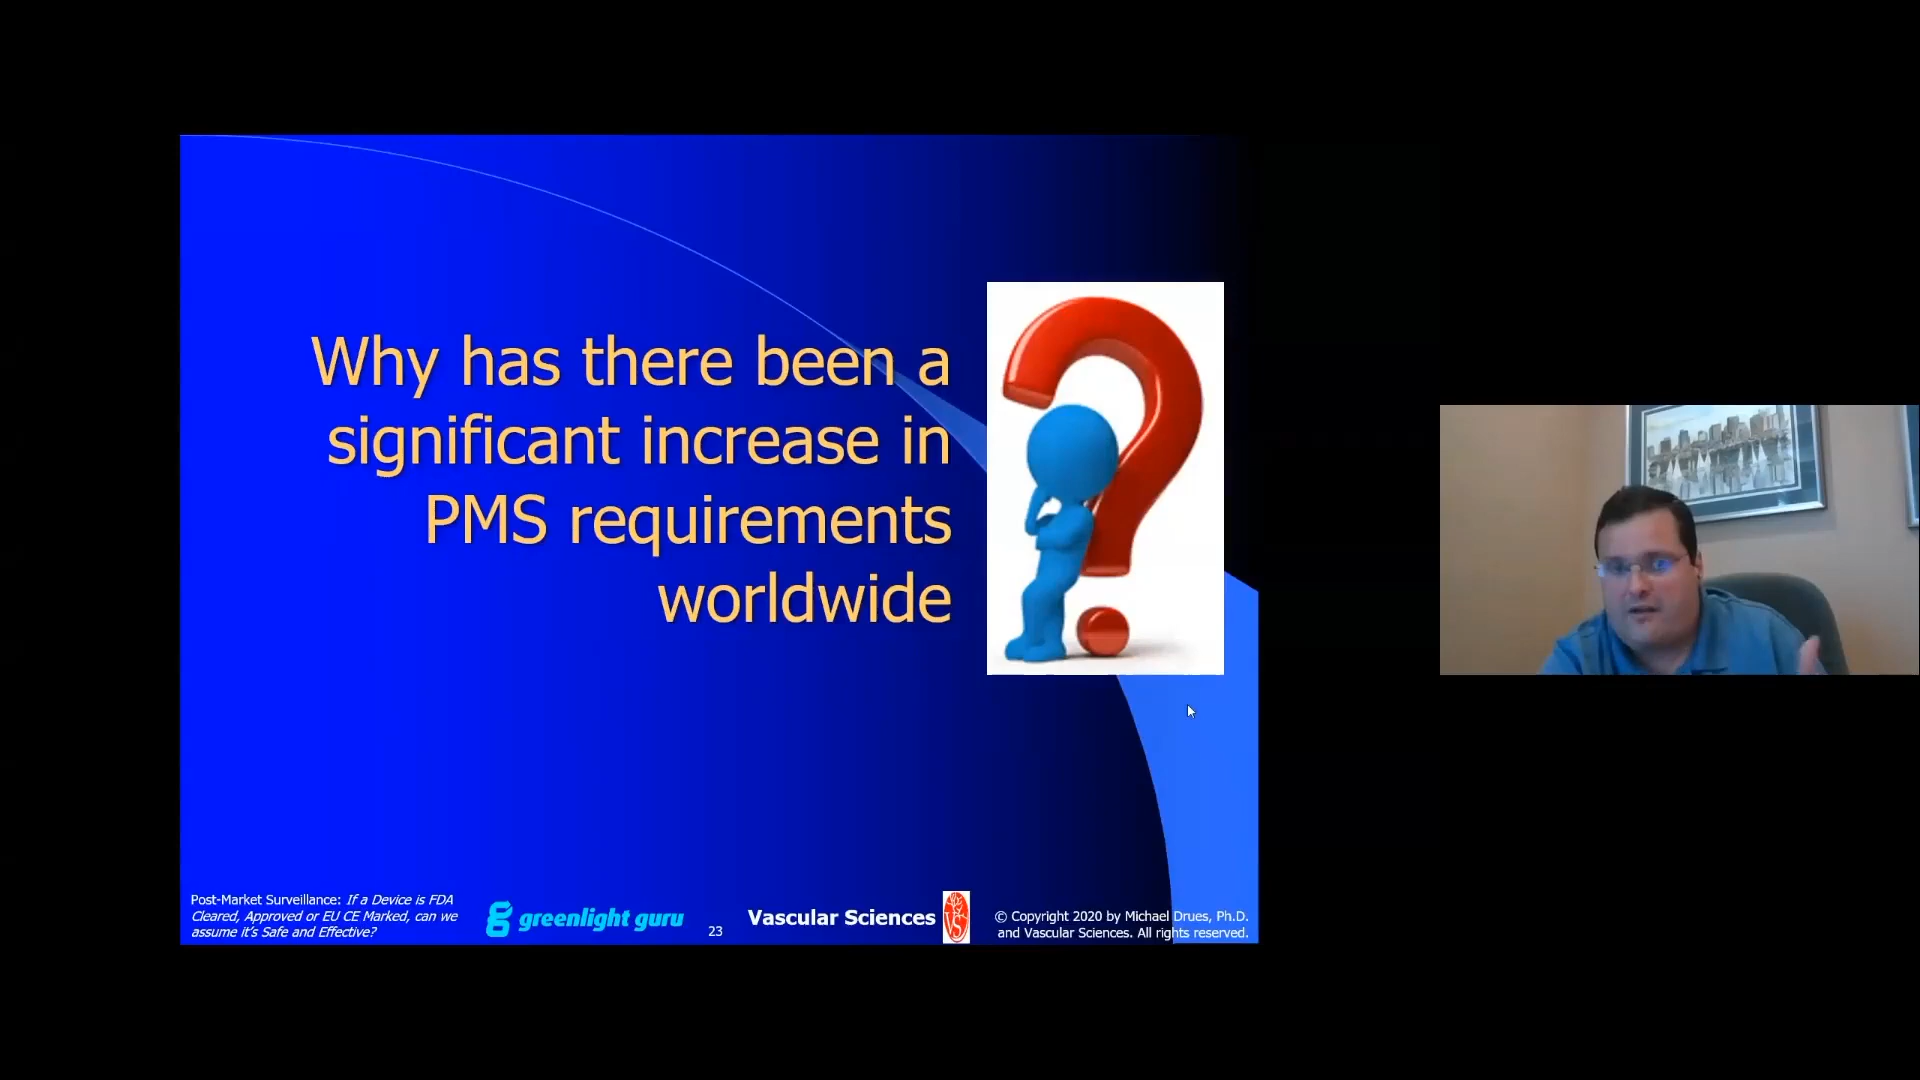 Why has there been a
significant increase in
PMS requirements
worldwide
Post-Market Surveillance: If a Device is FDA
Cleared, Approved or EU CE Marked, can we
assume it's Safe and Effective?
greenlight guru
23
Vascular Sciences
VS
© Copyright 2020 by Michael Drues, Ph.D.
and Vascular Sciences. All rights reserved.